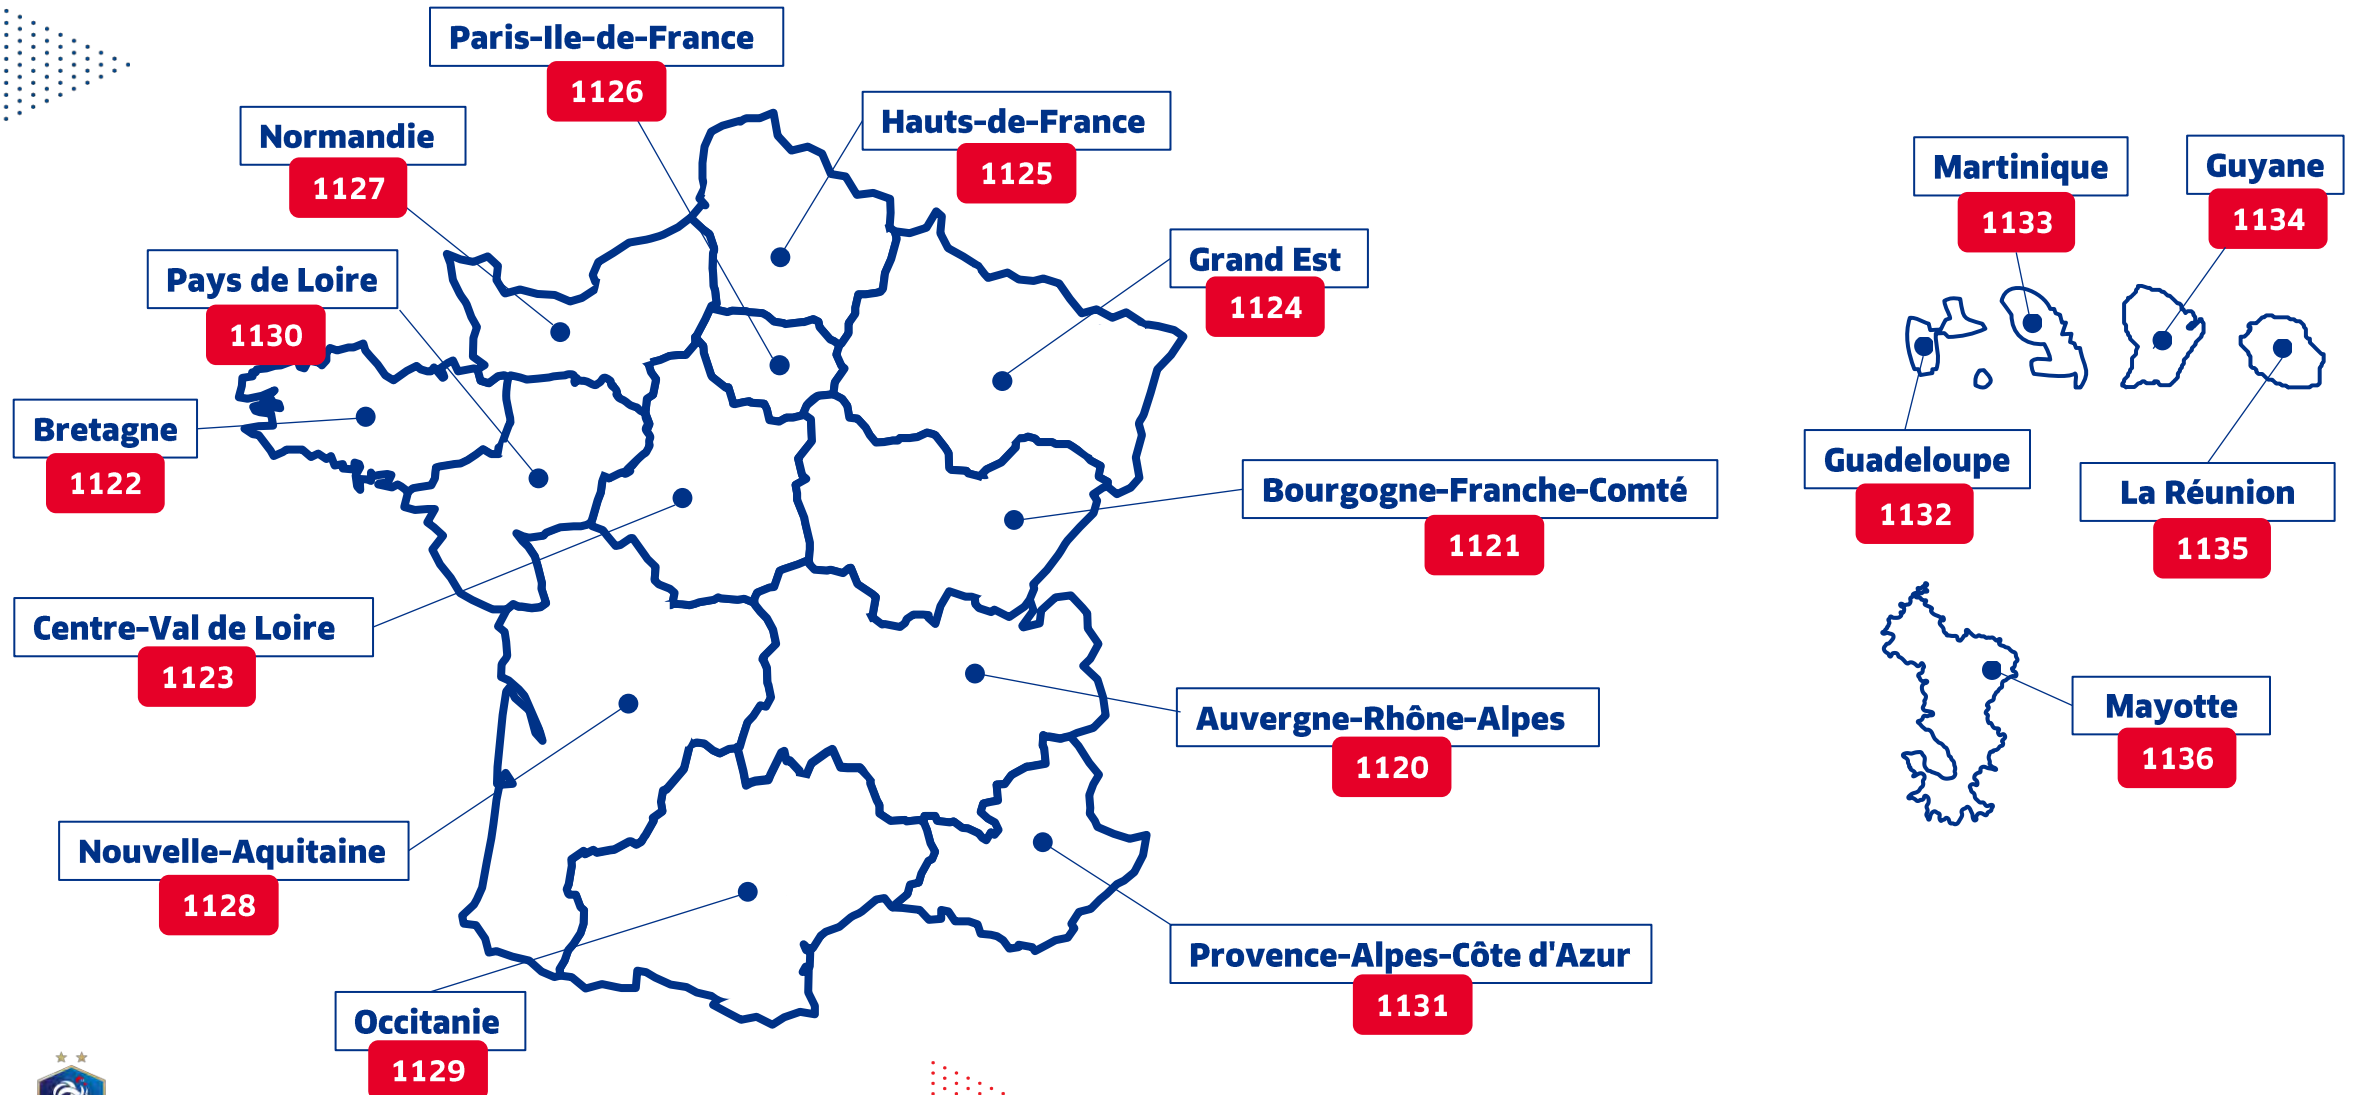 Paris-Ile-de-France
1126
Hauts-de-France
1125
Normandie
1127
Martinique
1133
Guyane
1134
Grand Est
1124
Pays de Loire
1130
Bretagne
1122
Guadeloupe
1132
Bourgogne-Franche-Comté
1121
La Réunion
1135
Centre-Val de Loire
1123
Auvergne-Rhône-Alpes
1120
Mayotte
1136
Nouvelle-Aquitaine
1128
Provence-Alpes-Côte d'Azur
1131
Occitanie
1129